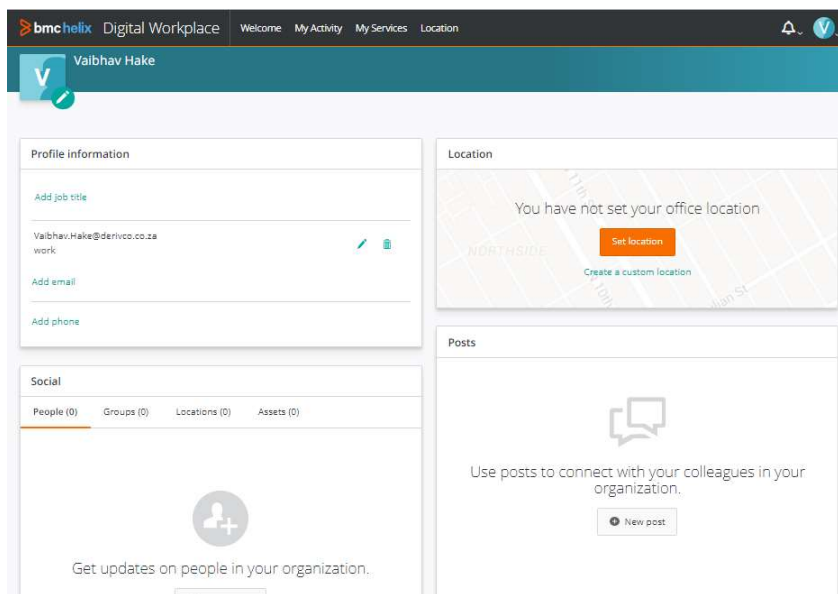 bmc helix Digital Workplace Welcome My Activity My Services Location V
V Vaibhav Hake
Profile information
Add job title
Vaibhav.Hake@derivco.co.za
work
Add email
Add phone
Social
People (0) Groups (0) Locations (0) Assets (0)
Get updates on people in your organization.
Location
11th
You have not set your office location
NORTHSIDE
Set location
Create a custom location
10th
St
Posts
Use posts to connect with your colleagues in your
organization.
New post